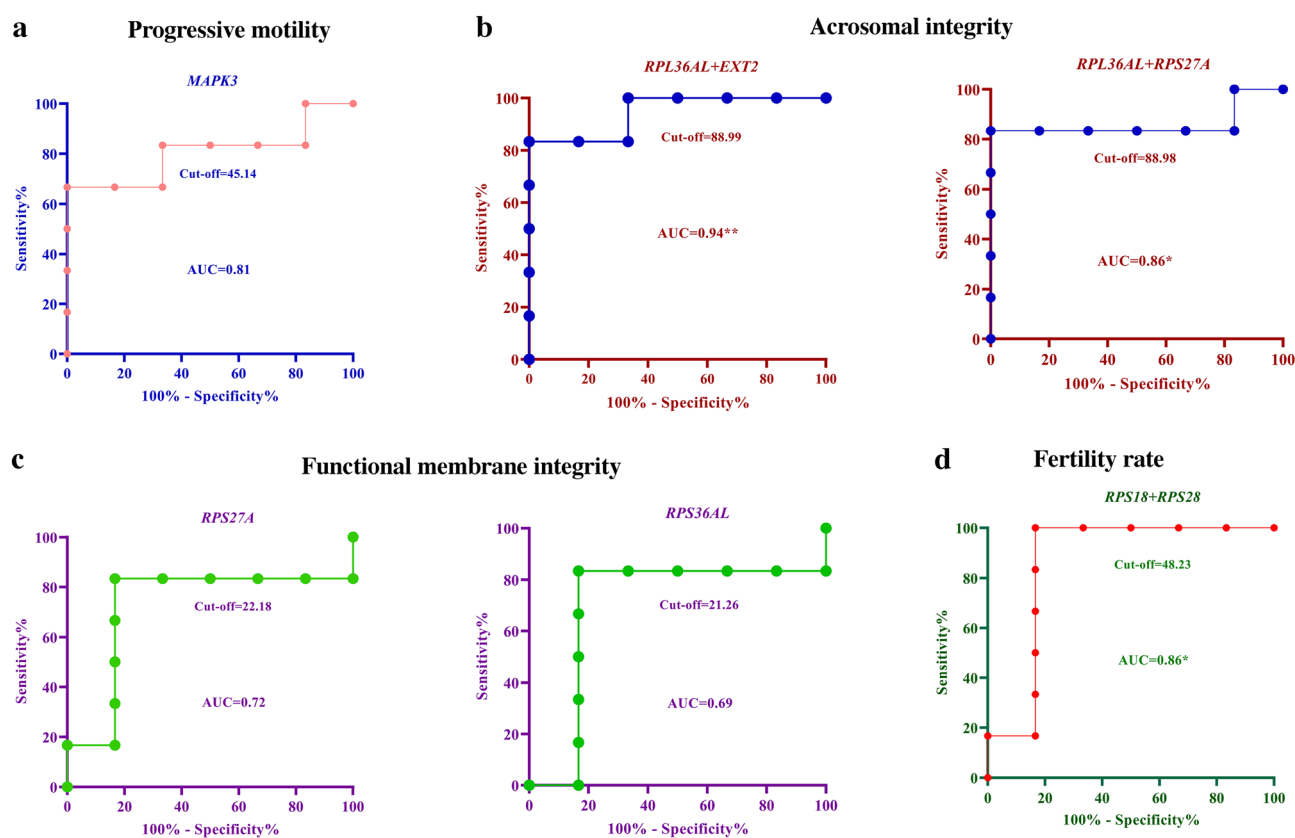 a
Progressive motility
MAPK3
100
80
60
40
20
0
Sensitivity%
Cut-off=45.14
AUC=0.81
0 20 40 60 80 100
100% - Specificity%
b
Acrosomal integrity
RPL36AL+EXT2
100
80
60
40
20
0
Sensitivity%
Cut-off=88.99
AUC=0.94**
0 20 40 60 80 100
100% - Specificity%
RPL36AL+RPS27A
100
80
60
40
20
0
Sensitivity%
Cut-off=88.98
AUC=0.86*
0 20 40 60 80 100
100% - Specificity%
c
Functional membrane integrity
RPS27A
100
80
60
40
20
0
Sensitivity%
Cut-off=22.18
AUC=0.72
0 20 40 60 80 100
100% - Specificity%
RPS36AL
100
80
60
40
20
0
Sensitivity%
Cut-off=21.26
AUC=0.69
0 20 40 60 80 100
100% - Specificity%
d
Fertility rate
RPS18+RPS28
100
80
60
40
20
0
Sensitivity%
Cut-off=48.23
AUC=0.86*
0 20 40 60 80 100
100% - Specificity%